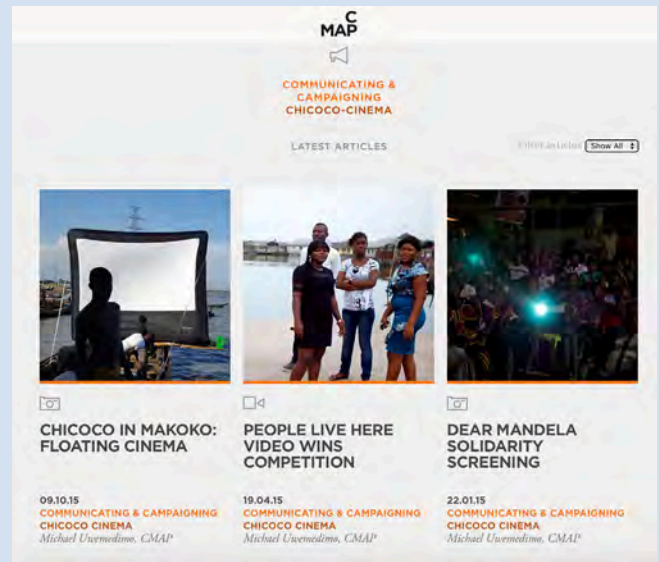 C
MAP
COMMUNICATING &
CAMPAIGNING
CHICOCO-CINEMA
LATEST ARTICLES
Filter articles Show All
CHICOCO IN MAKOKO:
FLOATING CINEMA
09.10.15
COMMUNICATING & CAMPAIGNING
CHICOCO CINEMA
Michael Uwemedimo, CMAP
PEOPLE LIVE HERE
VIDEO WINS
COMPETITION
19.04.15
COMMUNICATING & CAMPAIGNING
CHICOCO CINEMA
Michael Uwemedimo, CMAP
DEAR MANDELA
SOLIDARITY
SCREENING
22.01.15
COMMUNICATING & CAMPAIGNING
CHICOCO CINEMA
Michael Uwemedimo, CMAP